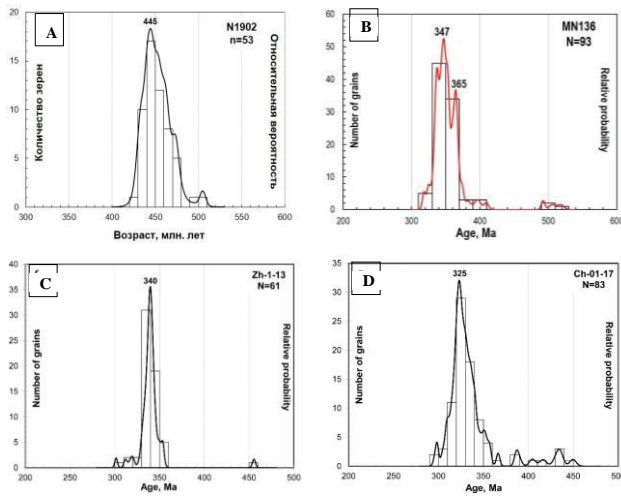 A
445
N1902
n=53
20
15
10
5
0
Количество зерен
Относительная вероятность
300 350 400 450 500 550 600
Возраст, млн. лет
B
347
365
MN136
N=93
60
50
40
30
20
10
0
Number of grains
Relative probability
200 300 400 500 600
Age, Ma
C
340
Zh-1-13
N=61
40
35
30
25
20
15
10
5
0
Number of grains
Relative probability
200 250 300 350 400 450 500
Age, Ma
D
325
Ch-01-17
N=83
35
30
25
20
15
10
5
0
Number of grains
Relative probability
200 250 300 350 400 450 500
Age, Ma